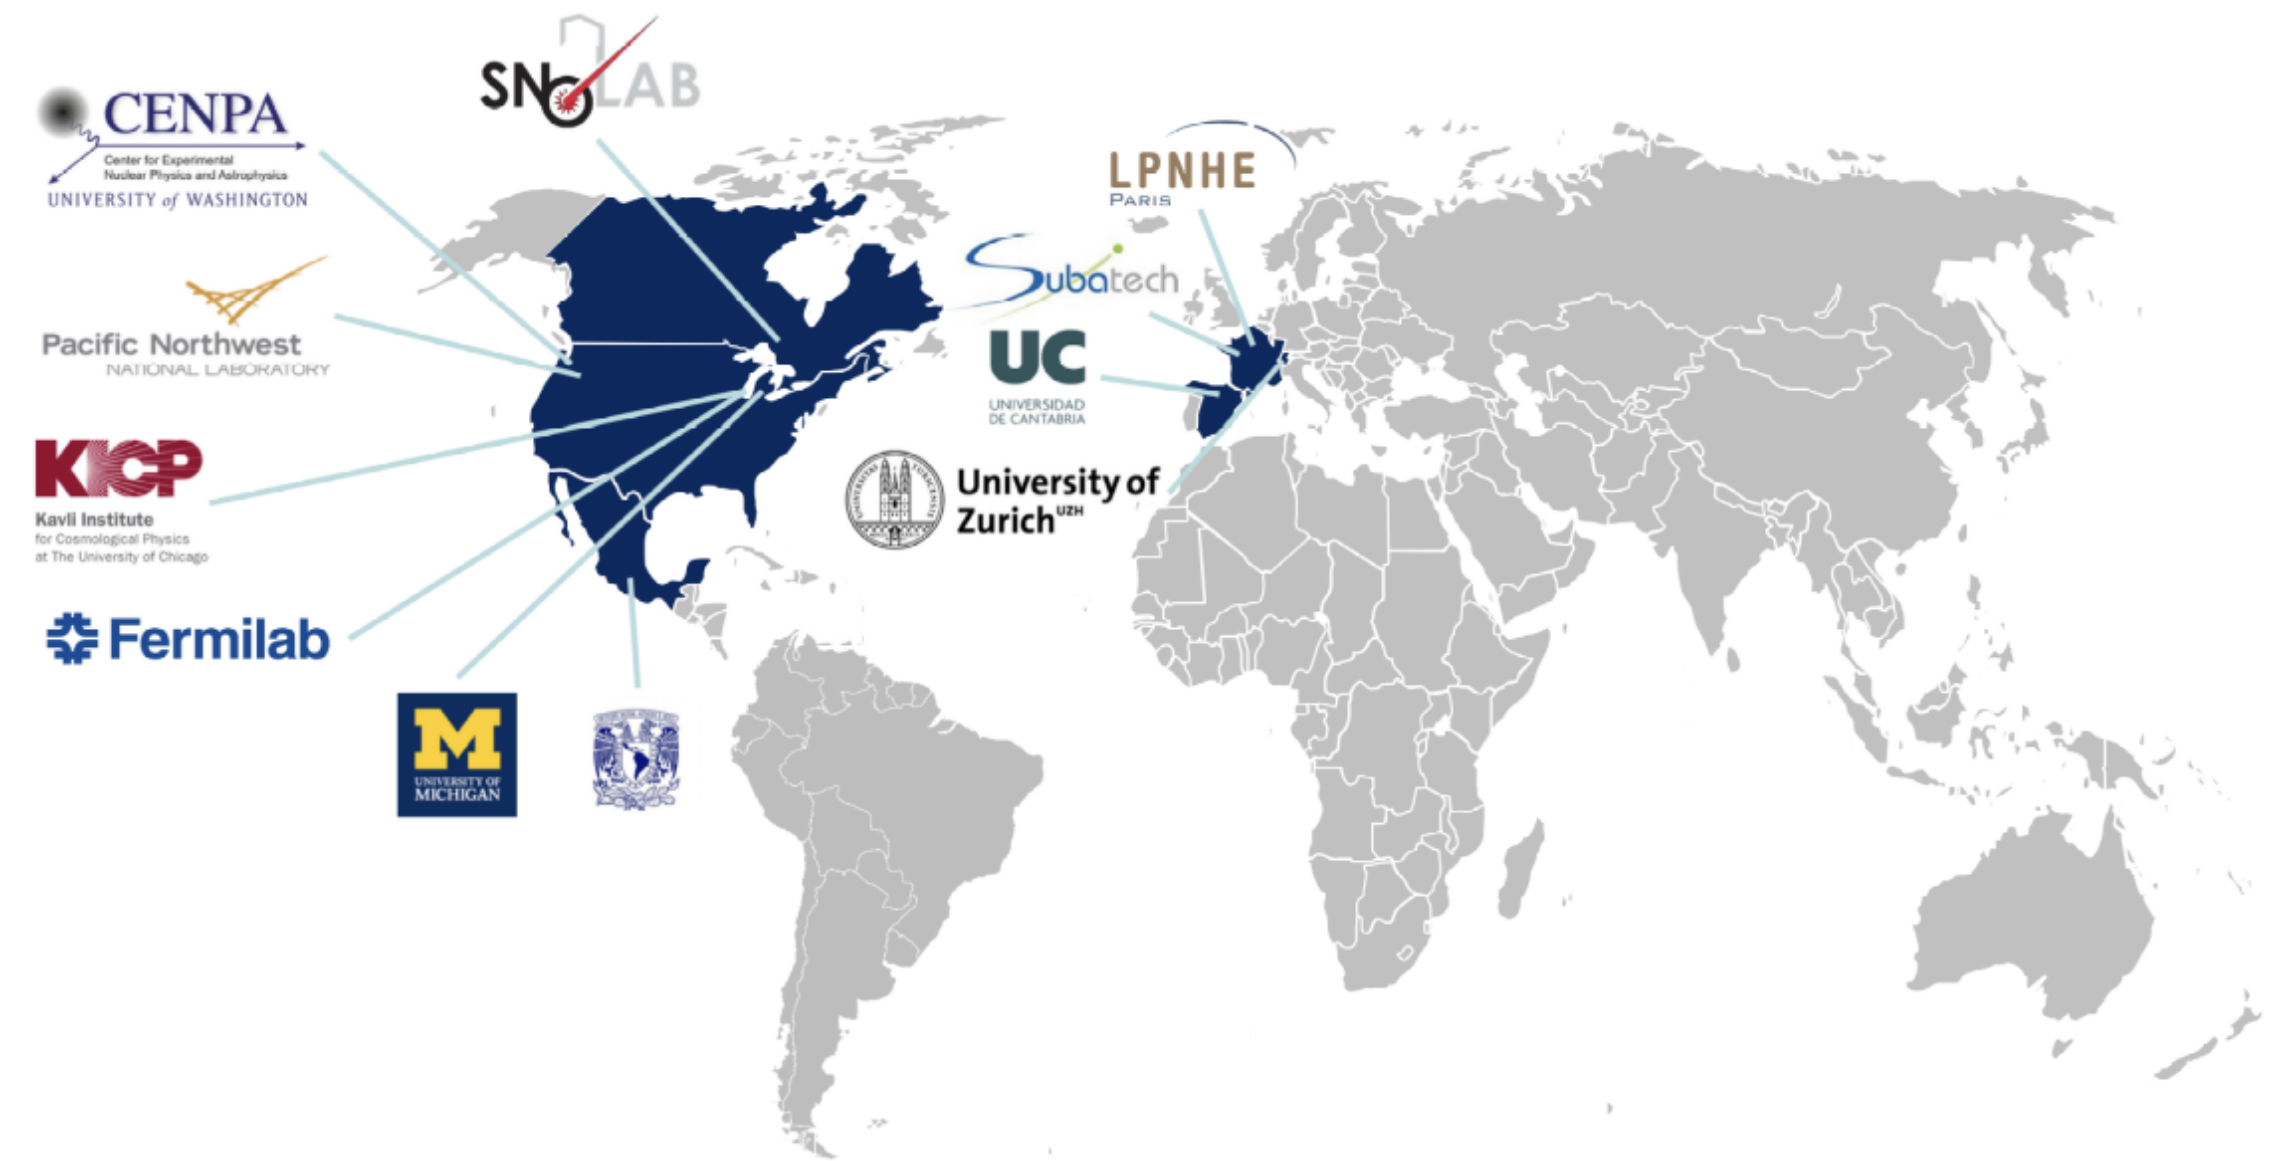 SNOLAB
CENPA
Center for Experimental
Nuclear Physics and Astrophysics
UNIVERSITY of WASHINGTON
LPNHE
PARIS
Subatech
Pacific Northwest
NATIONAL LABORATORY
UC
UNIVERSIDAD
DE CANTABRIA
KICP
Kavli Institute
for Cosmological Physics
at The University of Chicago
University of
Zurich UZH
Fermilab
M
UNIVERSITY OF
MICHIGAN